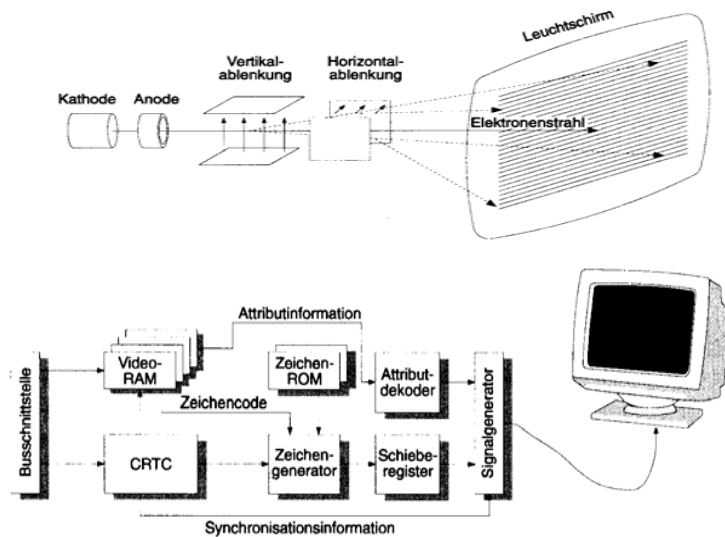 Leuchtschirm
Vertikal-
ablenkung
Horizontal-
ablenkung
Kathode
Anode
Elektronenstrahl
Attributinformation
Busschnittstelle
Video-
RAM
Zeichen-
ROM
Attribut-
dekoder
Signalgenerator
Zeichencode
CRTC
Zeichen-
generator
Schiebe-
register
Synchronisationsinformation